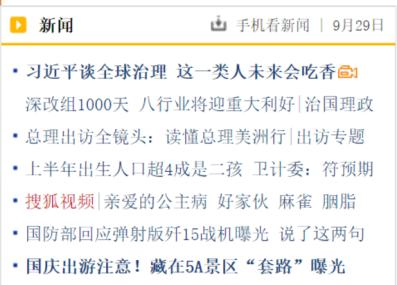 新闻 手机看新闻 | 9月29日
习近平谈全球治理 这一类人未来会吃香
深改组1000天 八行业将迎重大利好|治国理政
总理出访全镜头：读懂总理美洲行|出访专题
上半年出生人口超4成是二孩 卫计委：符预期
搜狐视频|亲爱的公主病 好家伙 麻雀 胭脂
国防部回应弹射版歼15战机曝光 说了这两句
国庆出游注意！藏在5A景区“套路”曝光